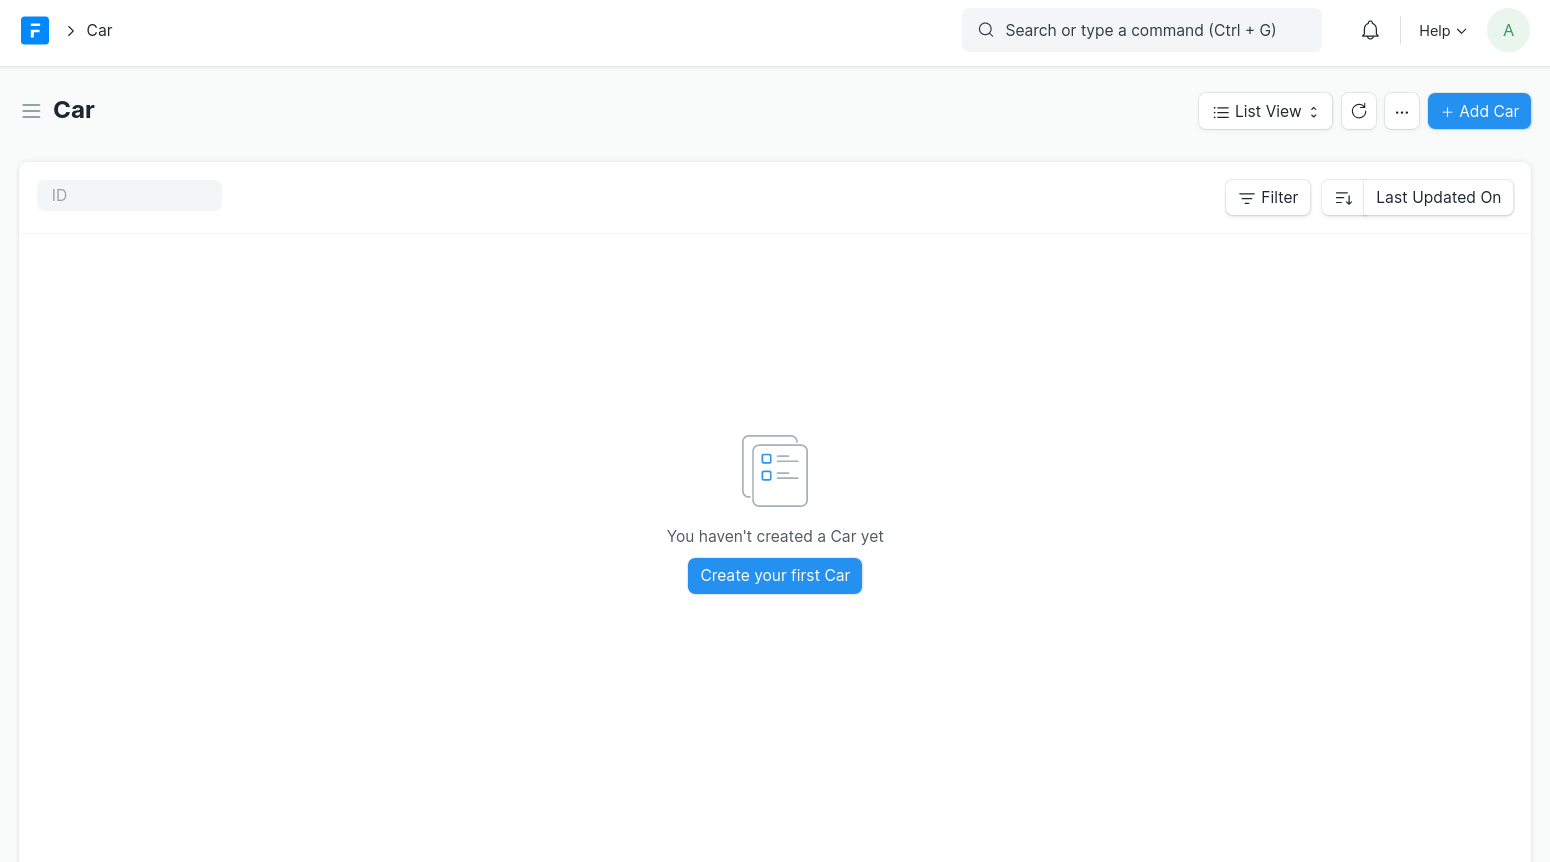 F
Car
Search or type a command (Ctrl + G)
Help
A
Car
List View
...
+ Add Car
ID
Filter
Last Updated On
You haven't created a Car yet
Create your first Car